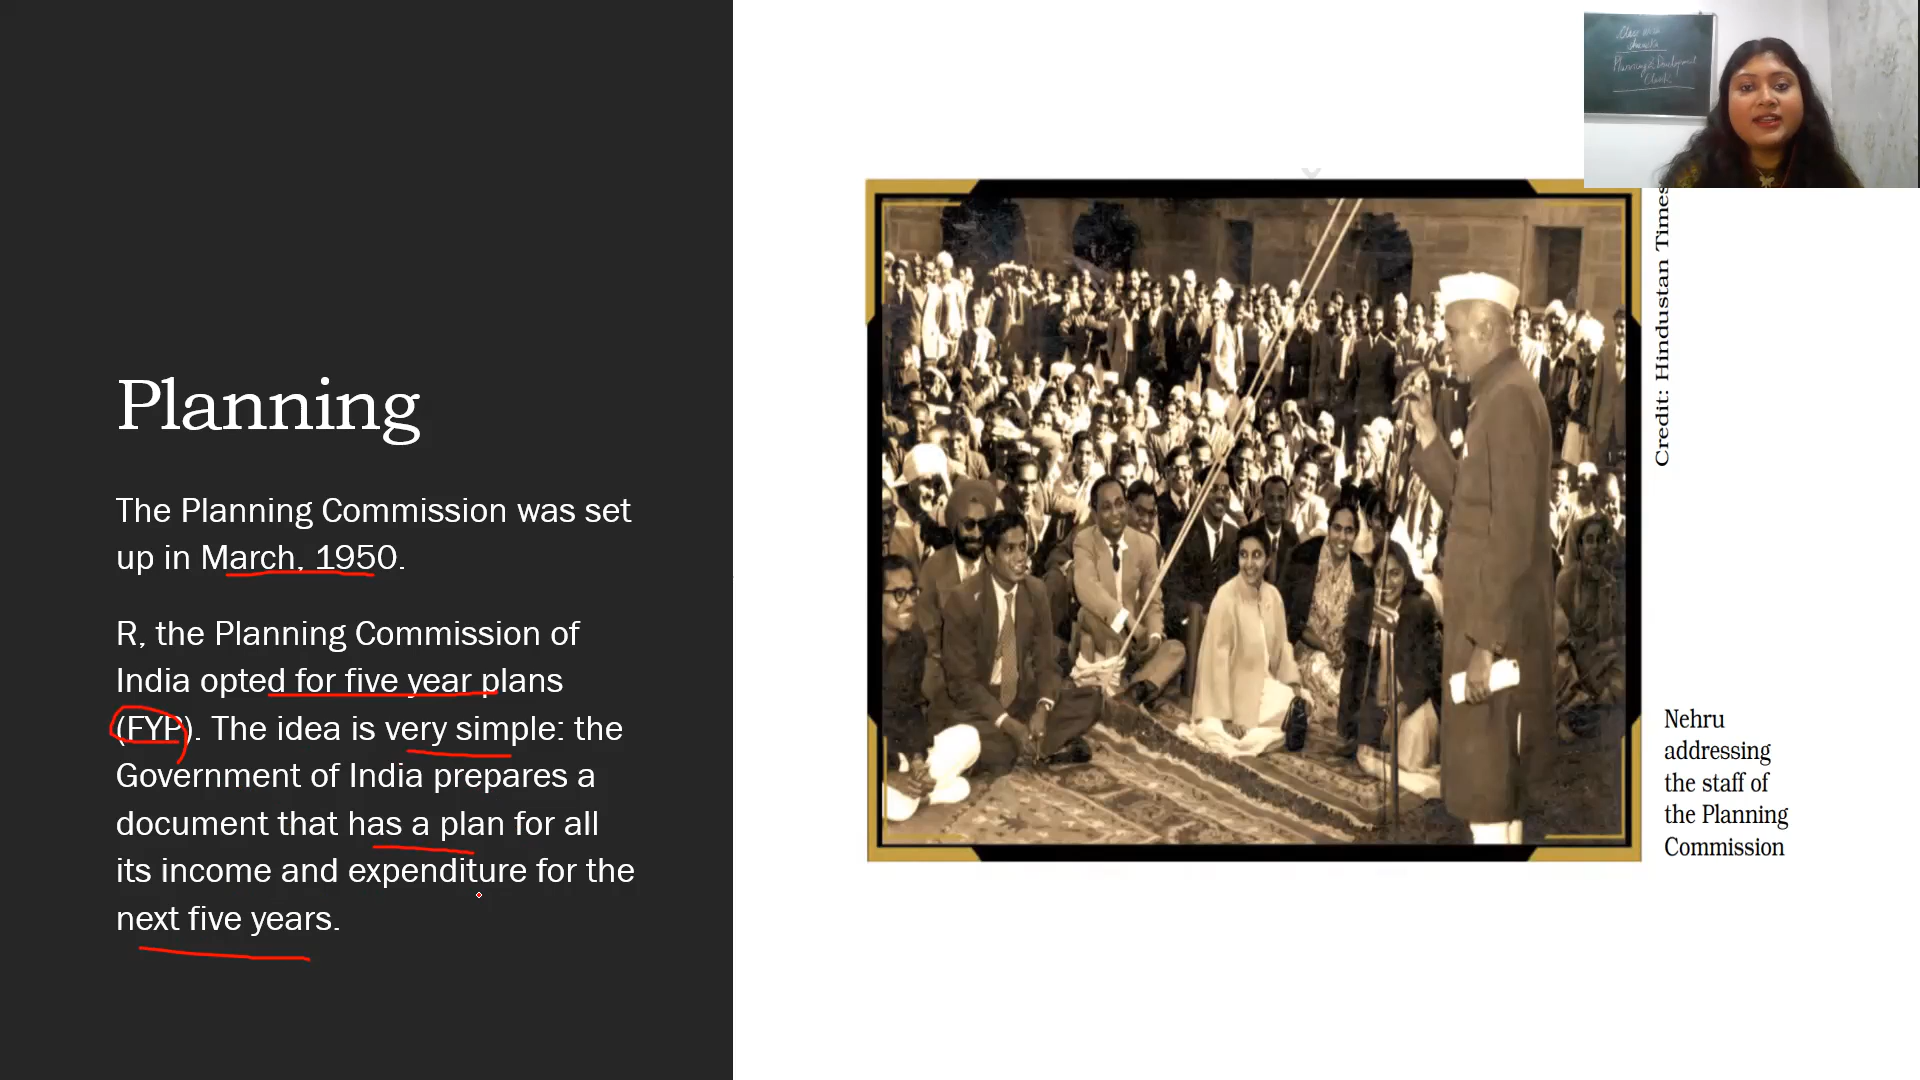 Planning
The Planning Commission was set
up in March, 1950.
R, the Planning Commission of
India opted for five year plans
(FYP). The idea is very simple: the
Government of India prepares a
document that has a plan for all
its income and expenditure for the
next five years.
Credit: Hindustan Times
Nehru
addressing
the staff of
the Planning
Commission
Planning & Development